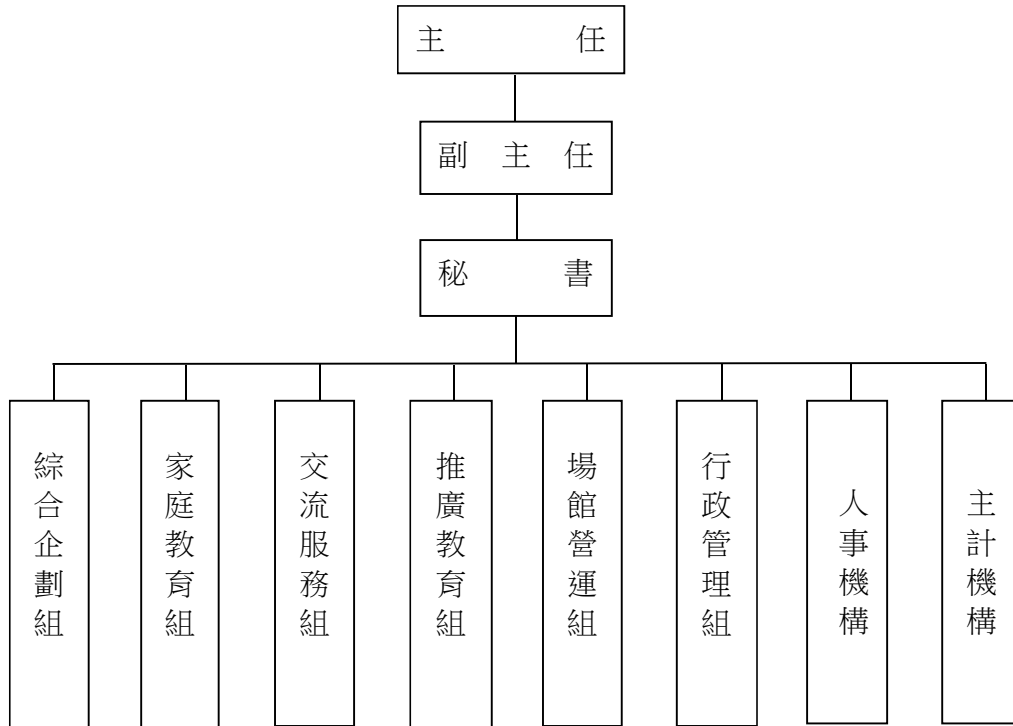 主 任
副 主 任
秘 書
綜合企劃組
家庭教育組
交流服務組
推廣教育組
場館營運組
行政管理組
人事機構
主計機構